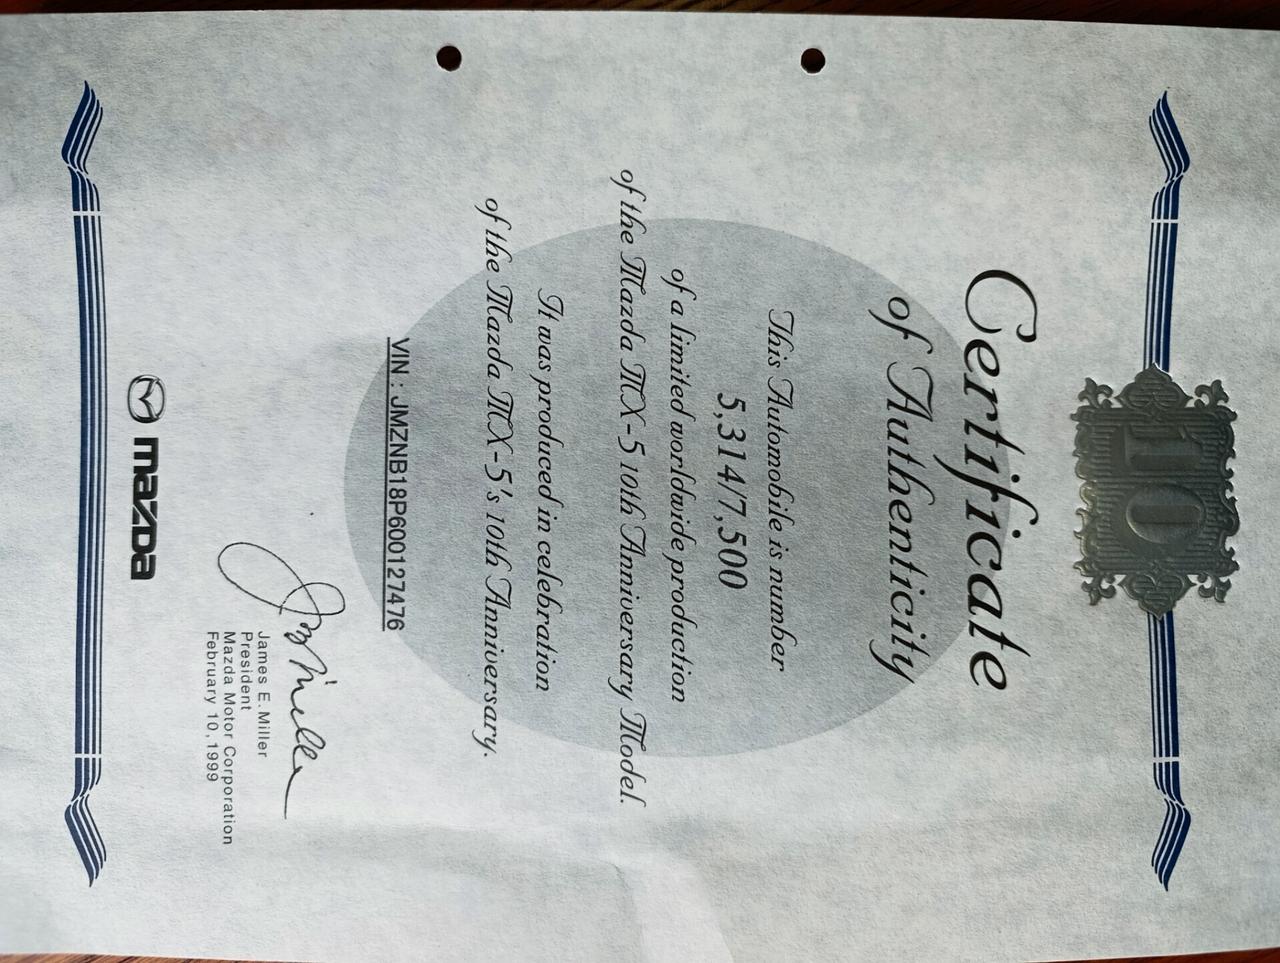 10
Certificate
of Authenticity
This Automobile is number
5,314/7,500
of a limited worldwide production
of the Mazda MX-5 10th Anniversary Model.
It was produced in celebration
of the Mazda MX-5's 10th Anniversary.
VIN : JMZNB18P600127476
James E. Miller
President
Mazda Motor Corporation
February 10, 1999
mazda